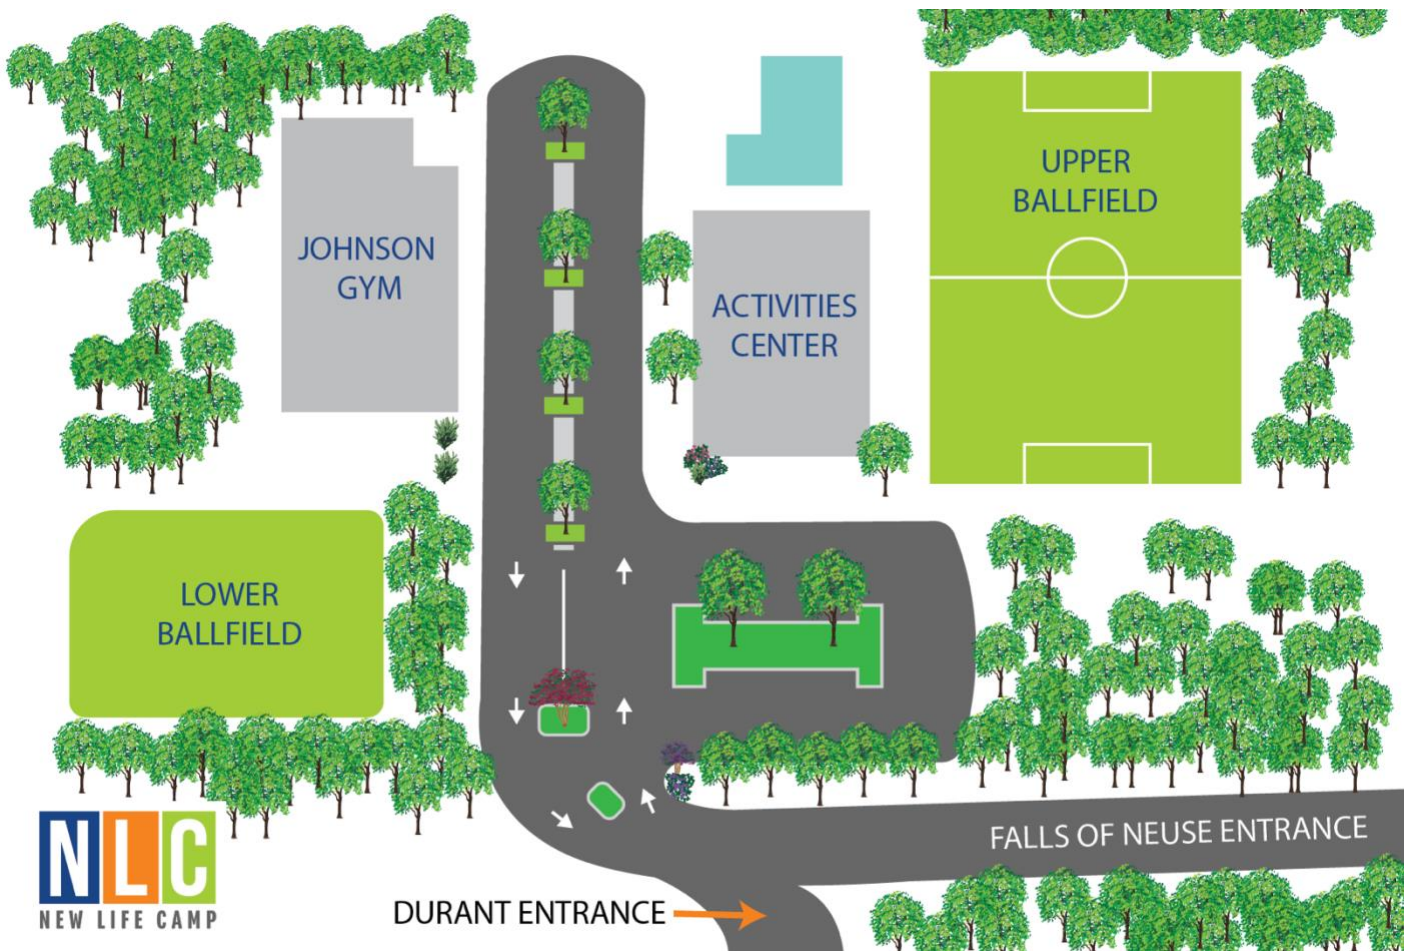 JOHNSON
GYM
ACTIVITIES
CENTER
UPPER
BALLFIELD
LOWER
BALLFIELD
FALLS OF NEUSE ENTRANCE
DURANT ENTRANCE
NLC
NEW LIFE CAMP